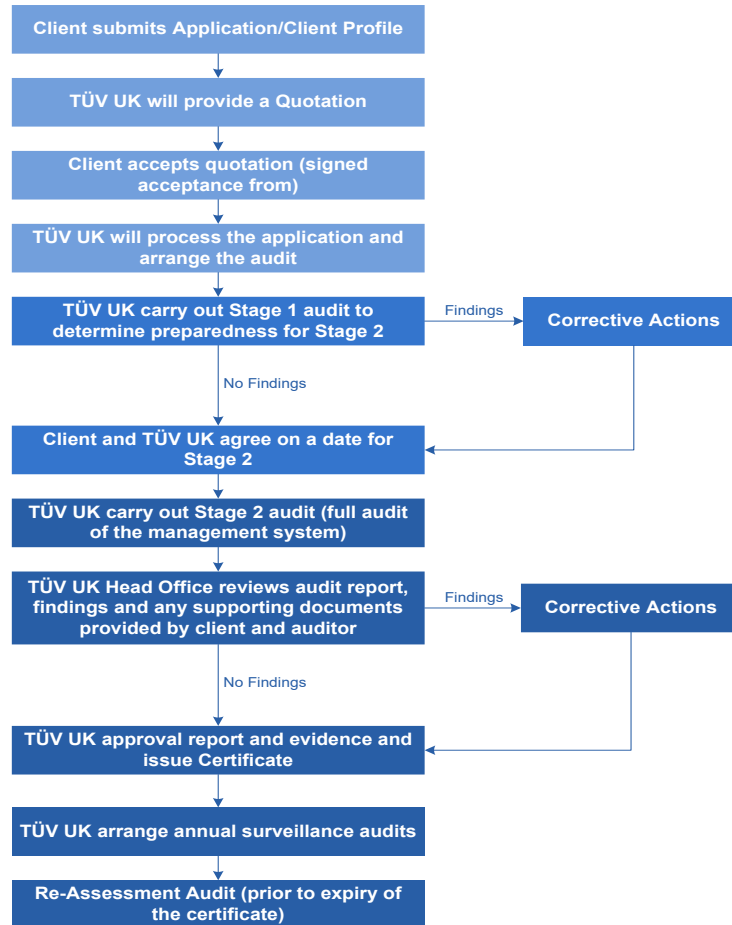 Client submits Application/Client Profile
TÜV UK will provide a Quotation
Client accepts quotation (signed
acceptance from)
TÜV UK will process the application and
arrange the audit
TÜV UK carry out Stage 1 audit to
determine preparedness for Stage 2
Findings
Corrective Actions
No Findings
Client and TÜV UK agree on a date for
Stage 2
TÜV UK carry out Stage 2 audit (full audit
of the management system)
TÜV UK Head Office reviews audit report,
findings and any supporting documents
provided by client and auditor
Findings
Corrective Actions
No Findings
TÜV UK approval report and evidence and
issue Certificate
TÜV UK arrange annual surveillance audits
Re-Assessment Audit (prior to expiry of
the certificate)